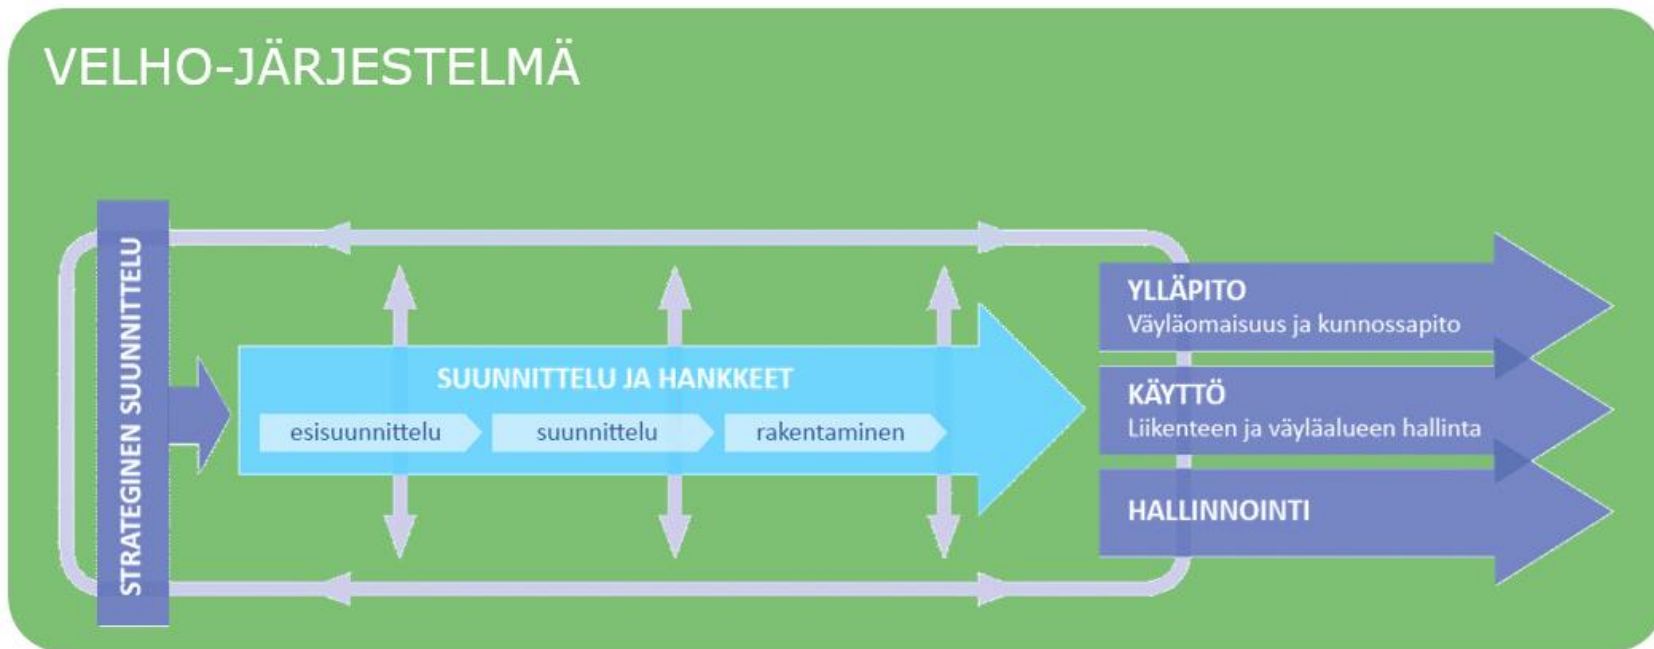 VELHO-JÄRJESTELMÄ
STRATEGINEN SUUNNITTELU
SUUNNITTELU JA HANKKEET
esisuunnittelu
suunnittelu
rakentaminen
YLLÄPITO
Väyläomaisuus ja kunnossapito
KÄYTTÖ
Liikenteen ja väyläalueen hallinta
HALLINNOINTI